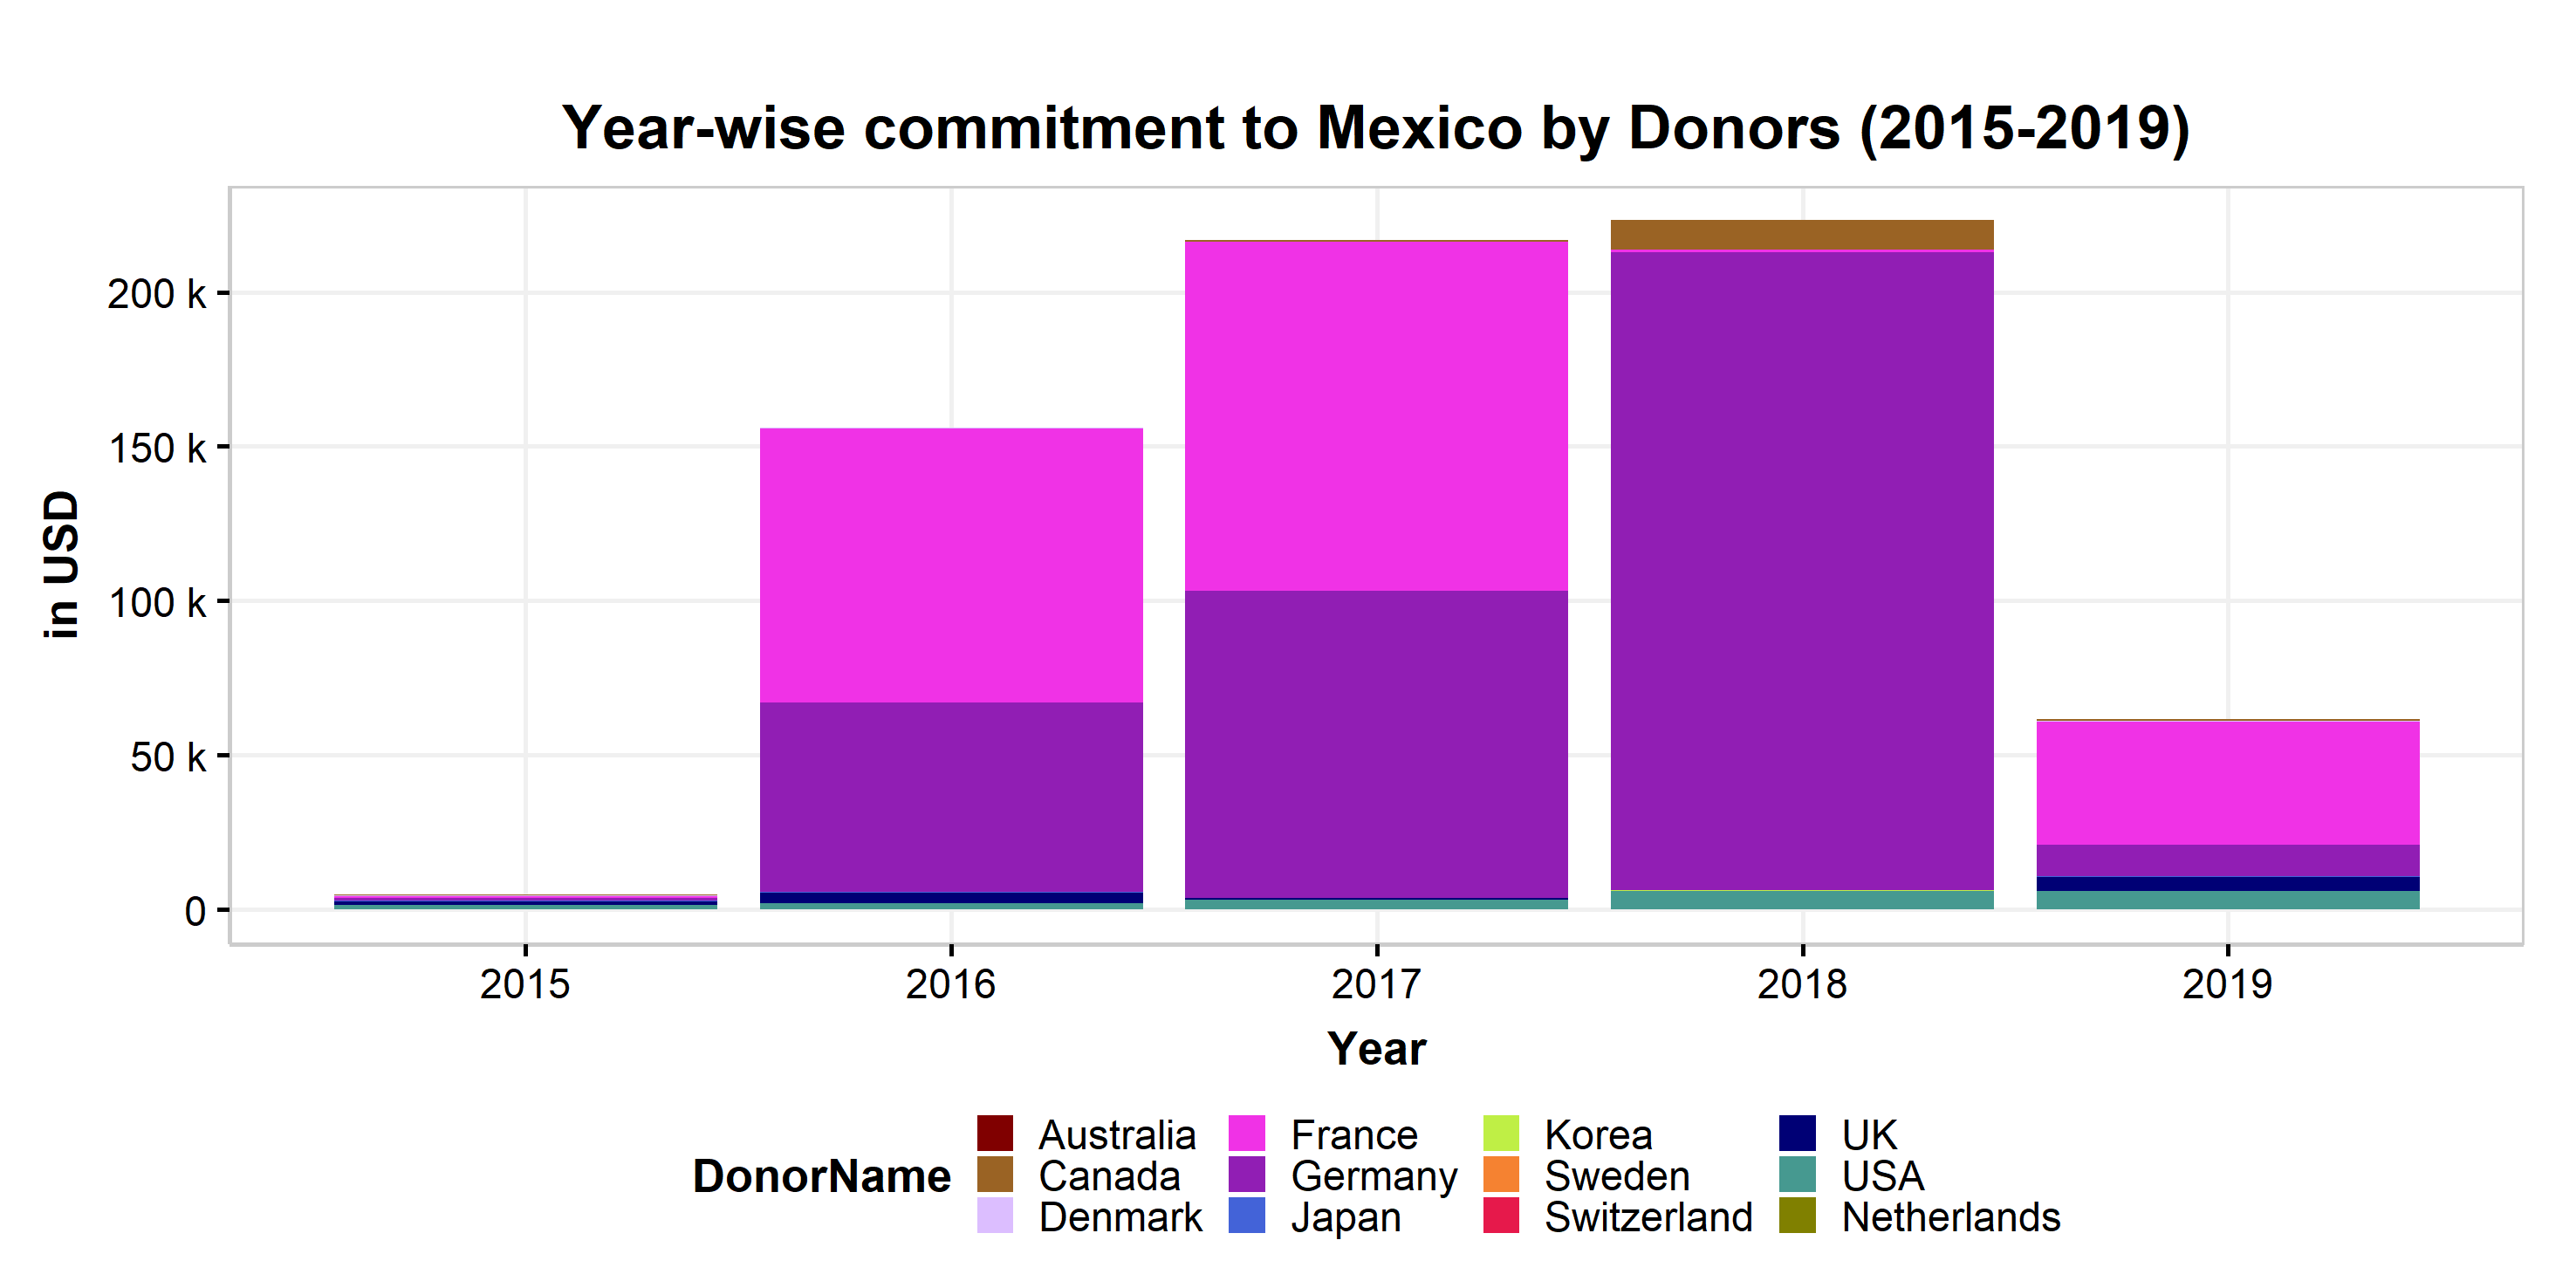 Year-wise commitment to Mexico by Donors (2015-2019)
200 k
150 k
100 k
50 k
0
in USD
2015 2016 2017 2018 2019
Year
DonorName
Australia France Korea UK
Canada Germany Sweden USA
Denmark Japan Switzerland Netherlands